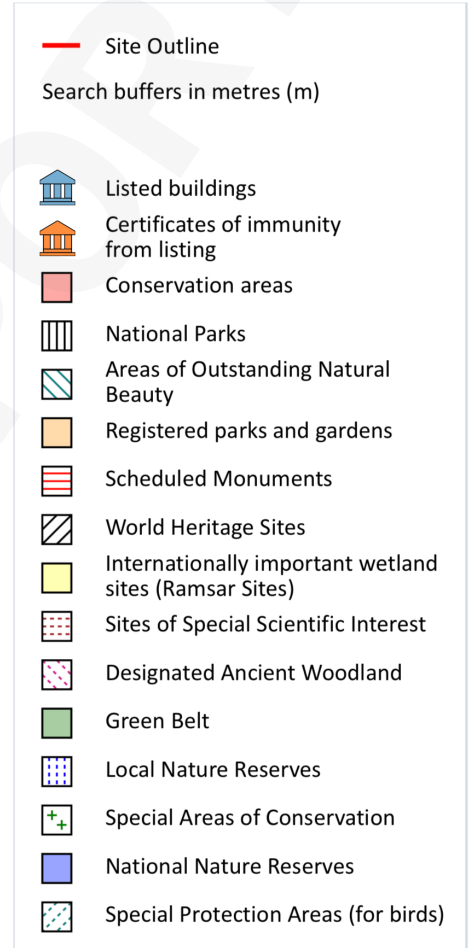 Site Outline
Search buffers in metres (m)
Listed buildings
Certificates of immunity
from listing
Conservation areas
National Parks
Areas of Outstanding Natural
Beauty
Registered parks and gardens
Scheduled Monuments
World Heritage Sites
Internationally important wetland
sites (Ramsar Sites)
Sites of Special Scientific Interest
Designated Ancient Woodland
Green Belt
Local Nature Reserves
Special Areas of Conservation
National Nature Reserves
Special Protection Areas (for birds)